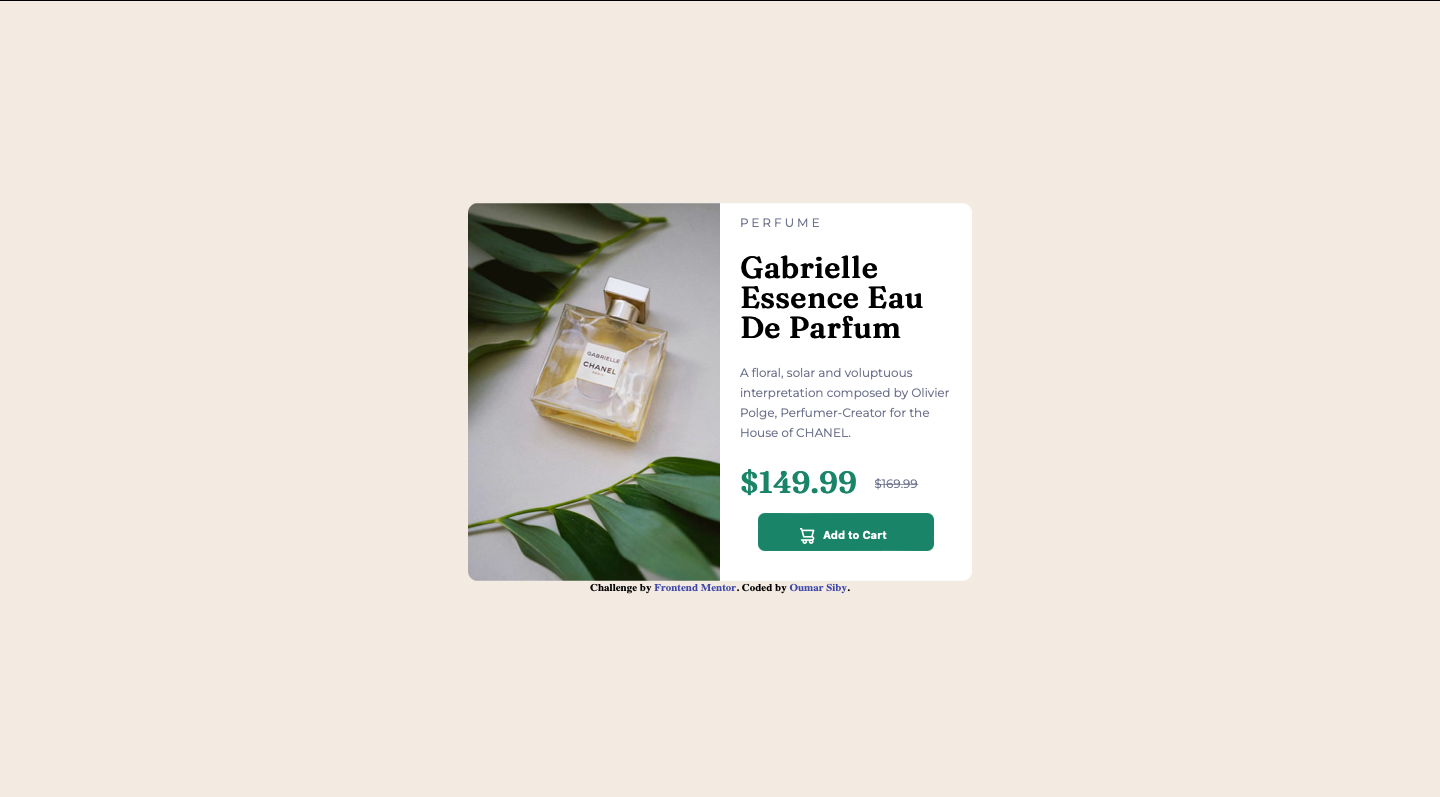 PERFUME
Gabrielle
Essence Eau
De Parfum
A floral, solar and voluptuous
interpretation composed by Olivier
Polge, Perfumer-Creator for the
House of CHANEL.
$149.99 $169.99
Add to Cart
GABRIELLE
CHANEL
PARIS
Challenge by Frontend Mentor. Coded by Oumar Siby.